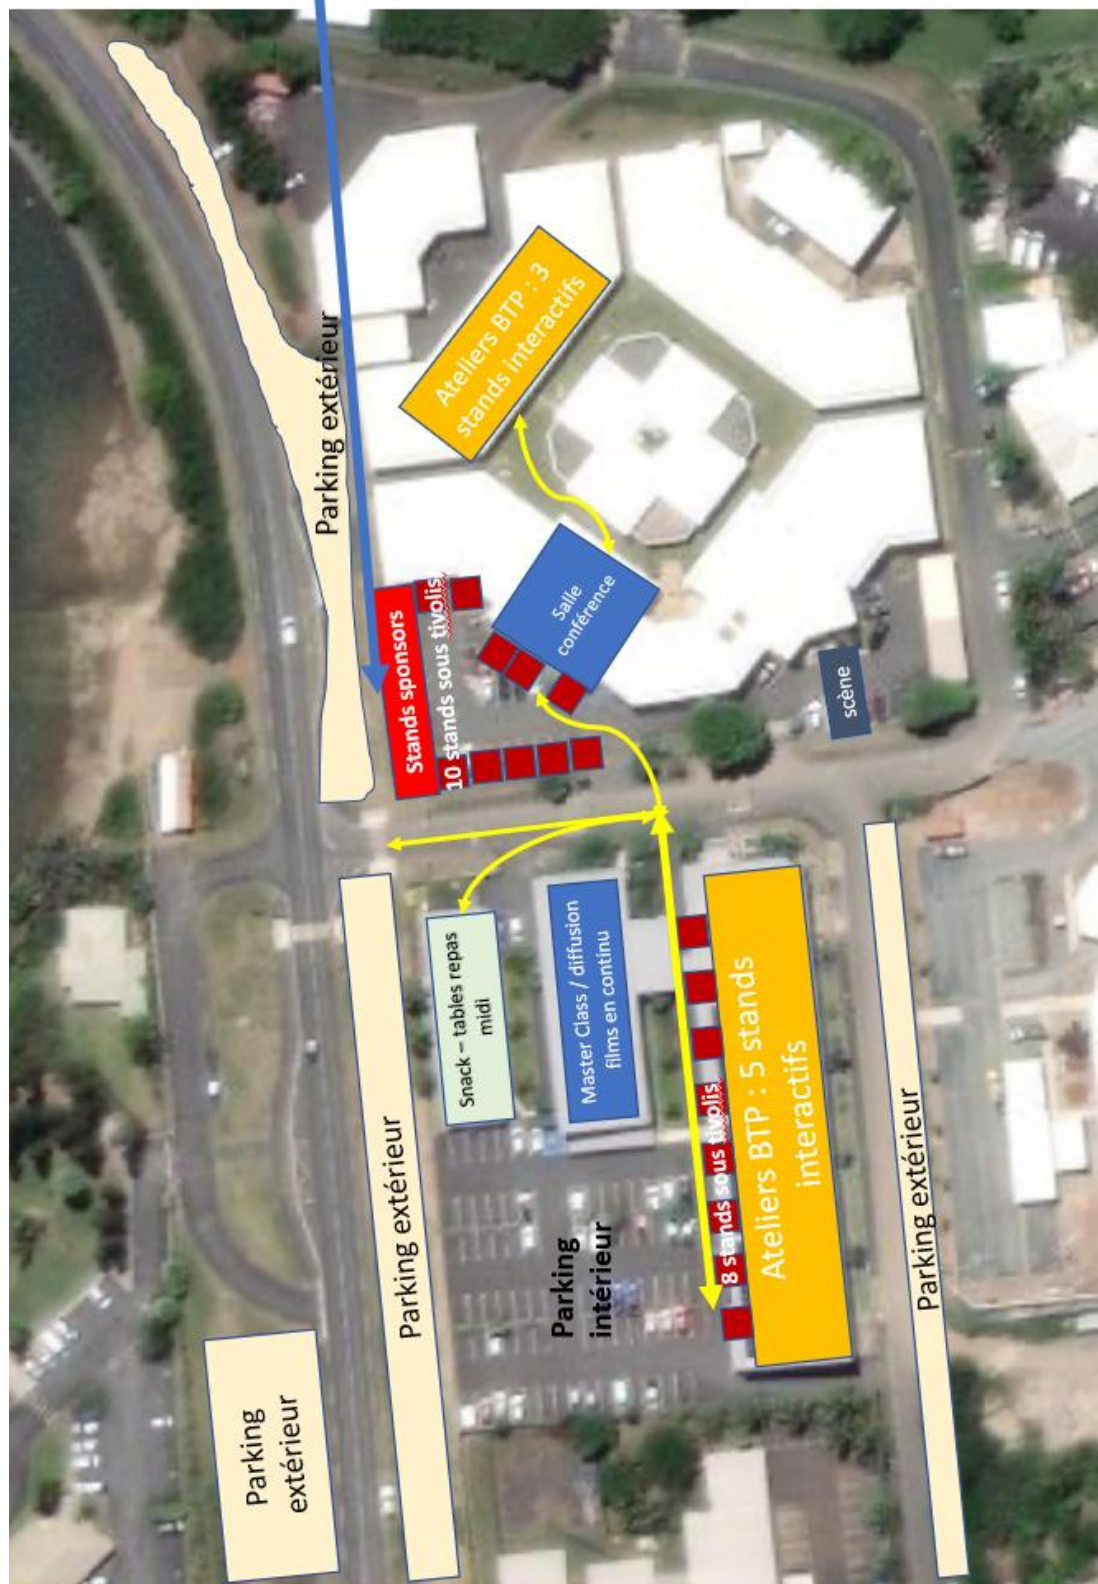 Parking extérieur
Ateliers BTP : 3
stands interactifs
Stands sponsors
10 stands sous tivolis
Salle
conférence
scène
Snack – tables repas
midi
Master Class / diffusion
films en continu
8 stands sous tivolis
Ateliers BTP : 5 stands
interactifs
Parking extérieur
Parking
intérieur
Parking extérieur
Parking
extérieur